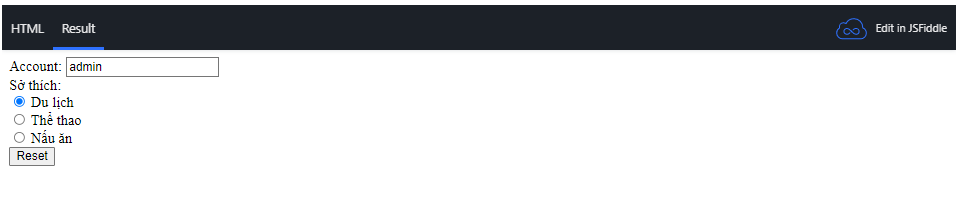 HTML Result Edit in JSFiddle
Account: admin
Sở thích:
Du lịch
Thể thao
Nấu ăn
Reset